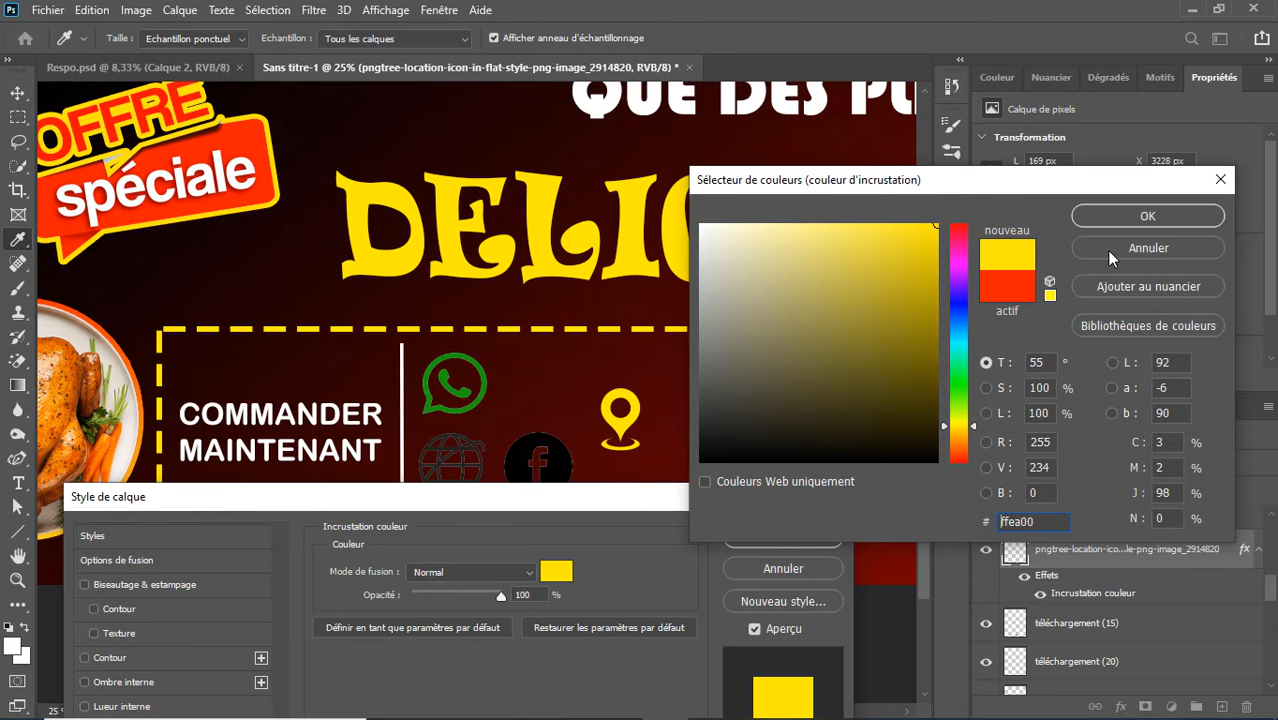 Ps Fichier Edition Image Calque Texte Sélection Filtre 3D Affichage Fenêtre Aide
Taille : Echantillon ponctuel Echantillon : Tous les calques Afficher anneau d'échantillonnage
Respo.psd @ 8,33% (Calque 2, RVB/8) × Sans titre-1 @ 25% (pngtree-location-icon-in-flat-style-png-image_2914820, RVB/8) * ×
Couleur Nuancier Dégradés Motifs Propriétés
Calque de pixels
Transformation
L 169 px X 3228 px
QUE DES
OFFRE
spéciale
DELIC
COMMANDER
MAINTENANT
f
Sélecteur de couleurs (couleur d'incrustation)
nouveau
actif
OK
Annuler
Ajouter au nuancier
Bibliothèques de couleurs
T : 55 ° L : 92
S : 100 % a : -6
L : 100 % b : 90
R : 255 C : 3 %
V : 234 M : 2 %
B : 0 J : 98 %
# ffea00 N : 0 %
Couleurs Web uniquement
Style de calque
Styles
Options de fusion
Biseautage & estampage
Contour
Texture
Contour
Ombre interne
Lueur interne
Incrustation couleur
Couleur
Mode de fusion : Normal
Opacité : 100 %
Définir en tant que paramètres par défaut Restaurer les paramètres par défaut
Annuler
Nouveau style...
Aperçu
pngtree-location-ico...le-png-image_2914820 fx
Effets
Incrustation couleur
téléchargement (15)
téléchargement (20)
fx